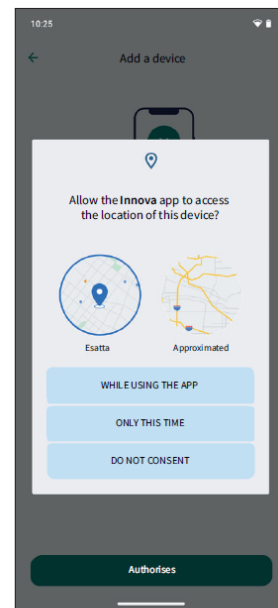 10:25
Add a device
Allow the Innova app to access
the location of this device?
Esatta
Approximated
WHILE USING THE APP
ONLY THIS TIME
DO NOT CONSENT
Authorises